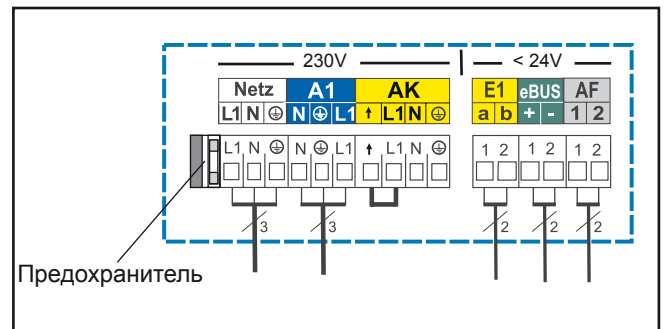 230V < 24V
Netz A1 AK E1 eBUS AF
L1 N ⏚ N ⏚ L1 ↑ L1 N ⏚ a b + - 1 2
L1 N ⏚ N ⏚ L1 ↑ L1 N ⏚ 1 2 1 2 1 2
3 3 2 2 2
Предохранитель